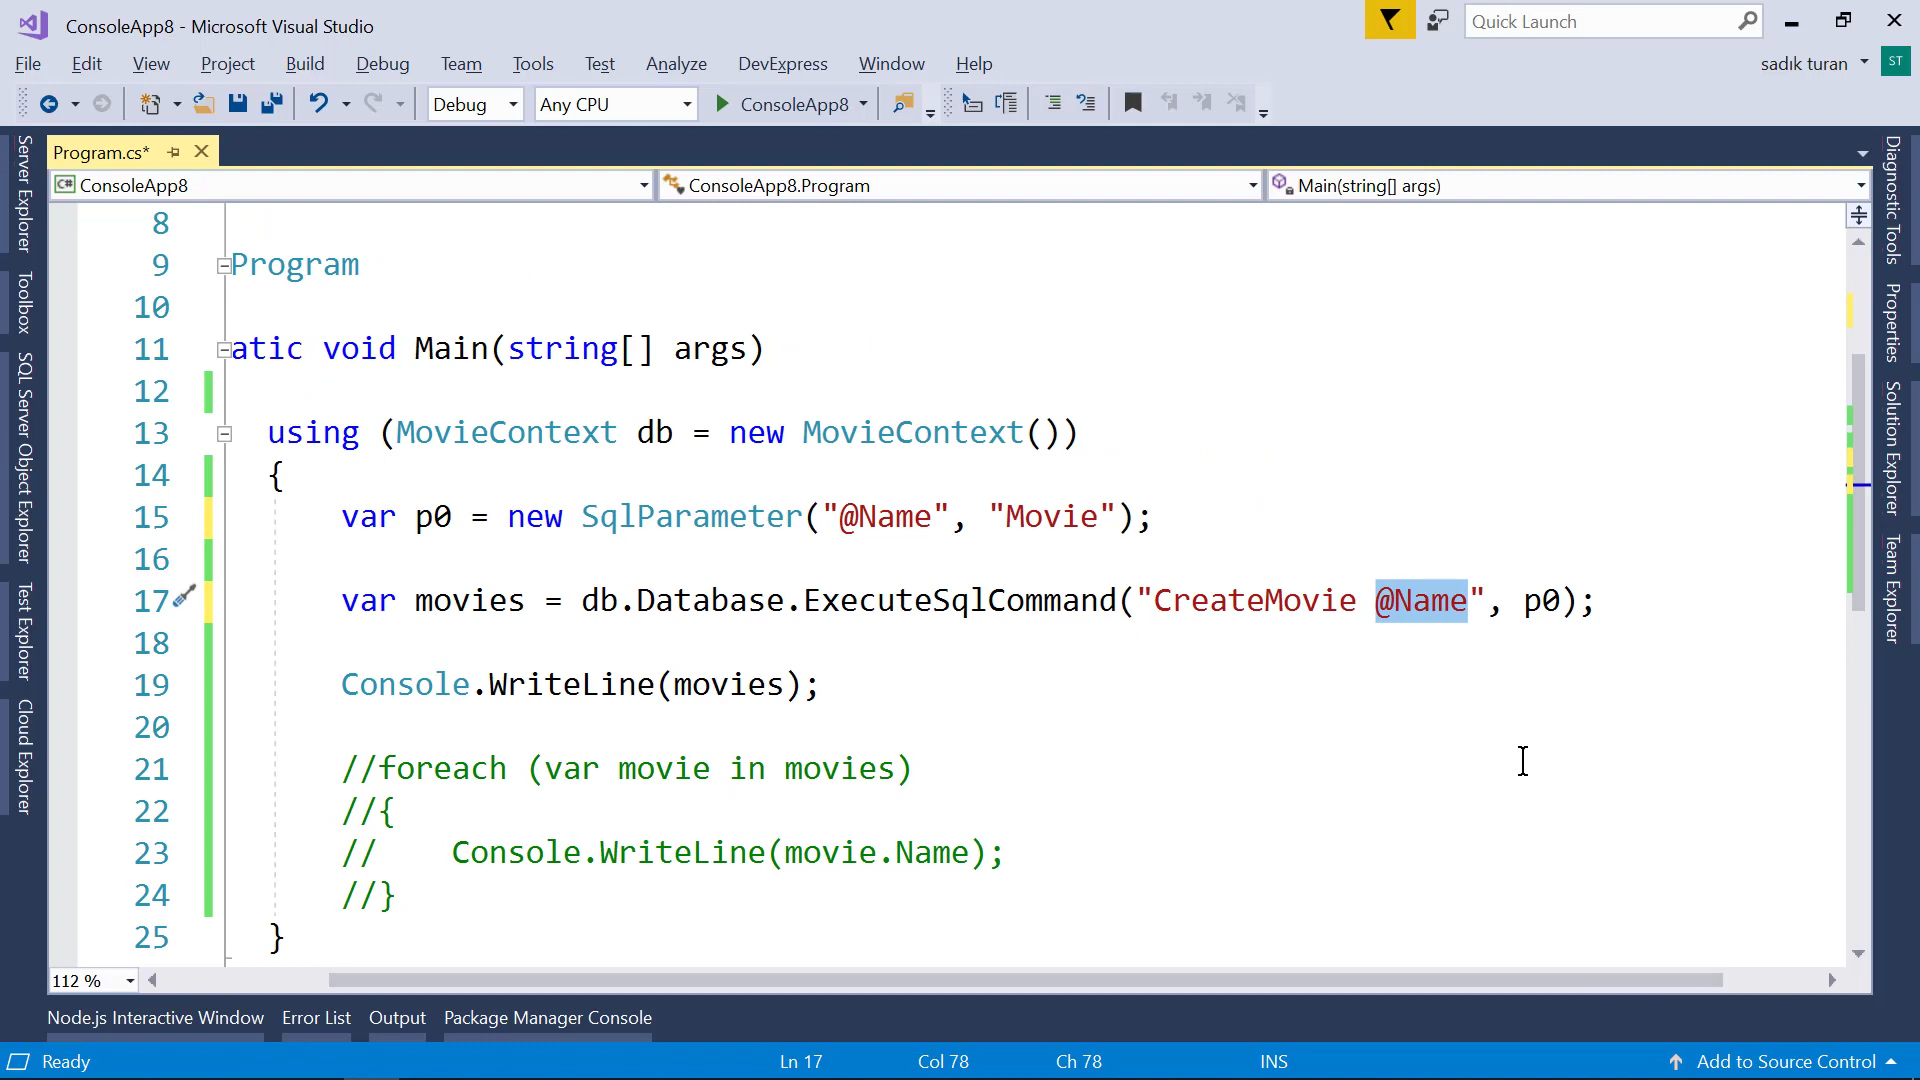 ConsoleApp8 - Microsoft Visual Studio
Quick Launch
File Edit View Project Build Debug Team Tools Test Analyze DevExpress Window Help
sadık turan ST
Debug Any CPU ConsoleApp8
Program.cs*
C# ConsoleApp8 ConsoleApp8.Program Main(string[] args)
8
9 Program
10
11 atic void Main(string[] args)
12
13 using (MovieContext db = new MovieContext())
14 {
15 var p0 = new SqlParameter("@Name", "Movie");
16
17 var movies = db.Database.ExecuteSqlCommand("CreateMovie @Name", p0);
18
19 Console.WriteLine(movies);
20
21 //foreach (var movie in movies)
22 //{
23 //    Console.WriteLine(movie.Name);
24 //}
25 }
112 %
Server Explorer
Toolbox
SQL Server Object Explorer
Test Explorer
Cloud Explorer
Diagnostic Tools
Properties
Solution Explorer
Team Explorer
Node.js Interactive Window Error List Output Package Manager Console
Ready Ln 17 Col 78 Ch 78 INS Add to Source Control